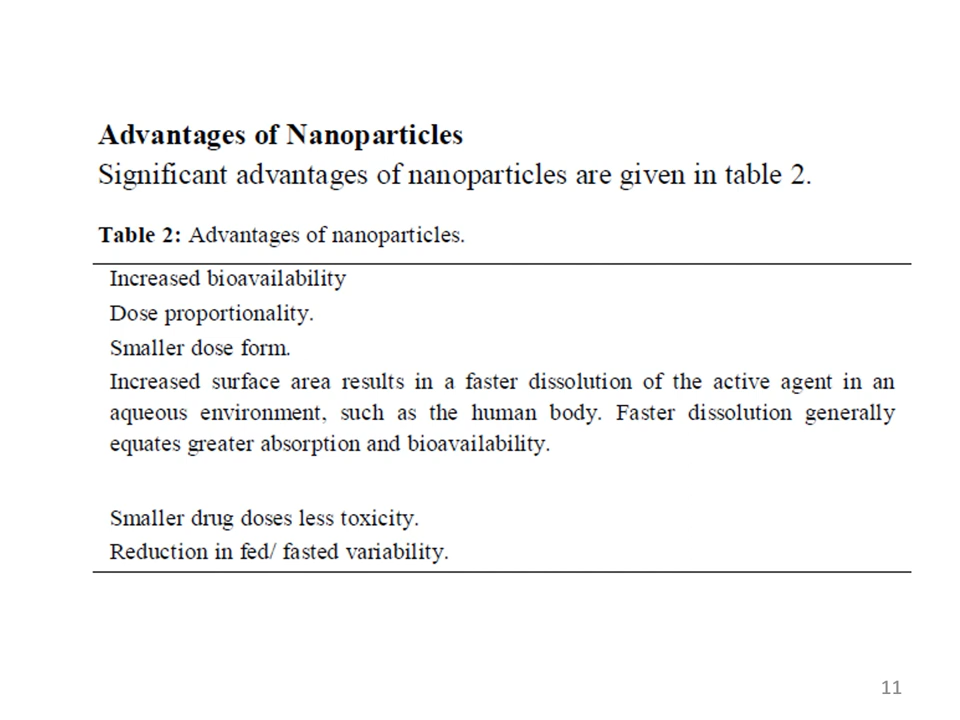 Advantages of Nanoparticles
Significant advantages of nanoparticles are given in table 2.
Table 2: Advantages of nanoparticles.
Increased bioavailability
Dose proportionality.
Smaller dose form.
Increased surface area results in a faster dissolution of the active agent in an
aqueous environment, such as the human body. Faster dissolution generally
equates greater absorption and bioavailability.
Smaller drug doses less toxicity.
Reduction in fed/ fasted variability.
11